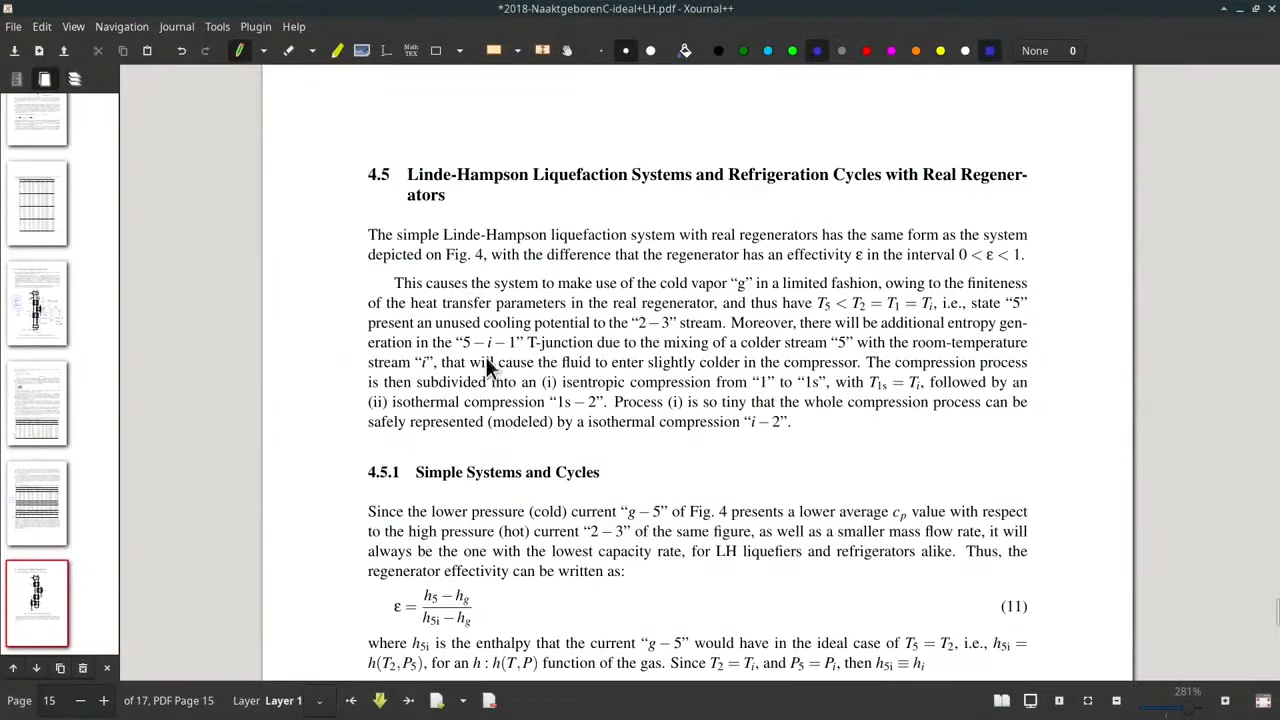 *2018-NaaktgeborenC-ideal+LH.pdf - Xournal++
File Edit View Navigation Journal Tools Plugin Help
Math
TEX
None 0
4.5 Linde-Hampson Liquefaction Systems and Refrigeration Cycles with Real Regener-
ators
The simple Linde-Hampson liquefaction system with real regenerators has the same form as the system
depicted on Fig. 4, with the difference that the regenerator has an effectivity ε in the interval 0 < ε < 1.
This causes the system to make use of the cold vapor “g” in a limited fashion, owing to the finiteness
of the heat transfer parameters in the real regenerator, and thus have T5 < T2 = T1 = Ti, i.e., state “5”
present an unused cooling potential to the “2 − 3” stream. Moreover, there will be additional entropy gen-
eration in the “5 − i − 1” T-junction due to the mixing of a colder stream “5” with the room-temperature
stream “i”, that will cause the fluid to enter slightly colder in the compressor. The compression process
is then subdivided into an (i) isentropic compression from “1” to “1s”, with T1s = Ti, followed by an
(ii) isothermal compression “1s − 2”. Process (i) is so tiny that the whole compression process can be
safely represented (modeled) by a isothermal compression “i − 2”.
4.5.1 Simple Systems and Cycles
Since the lower pressure (cold) current “g − 5” of Fig. 4 presents a lower average cp value with respect
to the high pressure (hot) current “2 − 3” of the same figure, as well as a smaller mass flow rate, it will
always be the one with the lowest capacity rate, for LH liquefiers and refrigerators alike. Thus, the
regenerator effectivity can be written as:
ε = (h5 − hg) / (h5i − hg) (11)
where h5i is the enthalpy that the current “g − 5” would have in the ideal case of T5 = T2, i.e., h5i =
h(T2, P5), for an h : h(T, P) function of the gas. Since T2 = Ti, and P5 = Pi, then h5i ≡ hi
Page 15 of 17, PDF Page 15 Layer Layer 1 281%